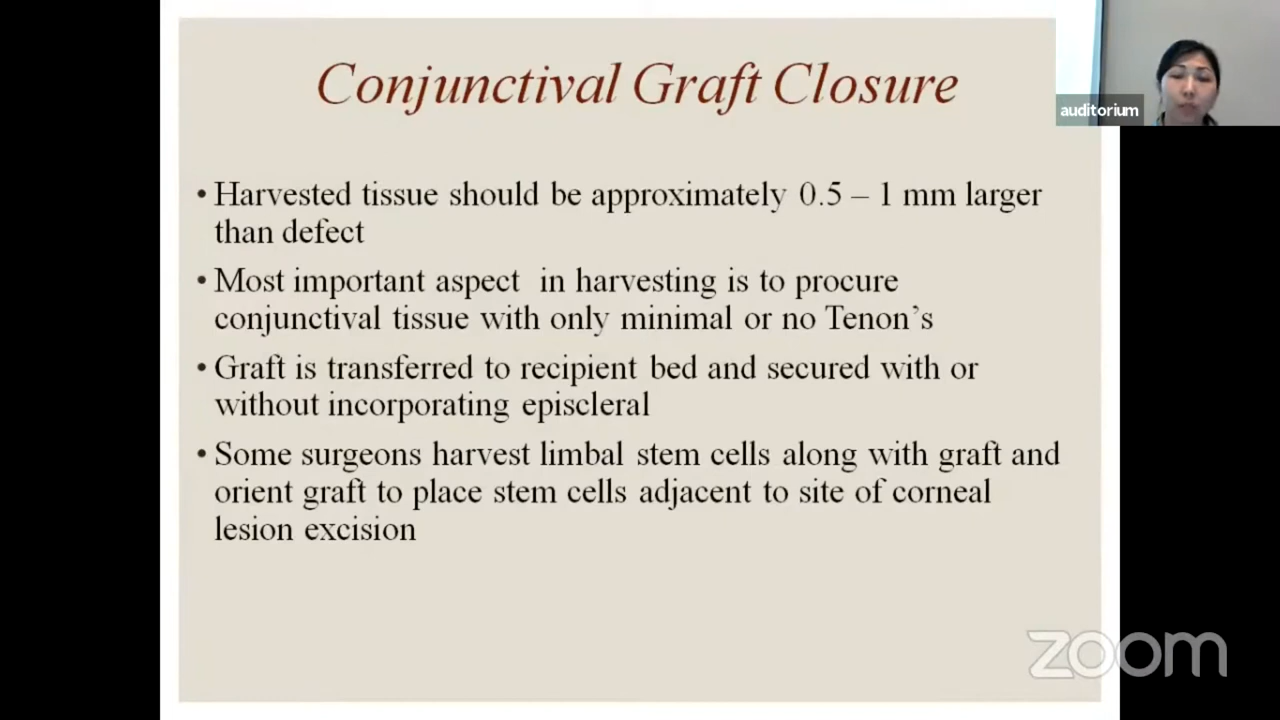 Conjunctival Graft Closure
auditorium
• Harvested tissue should be approximately 0.5 – 1 mm larger
than defect
• Most important aspect in harvesting is to procure
conjunctival tissue with only minimal or no Tenon’s
• Graft is transferred to recipient bed and secured with or
without incorporating episcleral
• Some surgeons harvest limbal stem cells along with graft and
orient graft to place stem cells adjacent to site of corneal
lesion excision
zoom